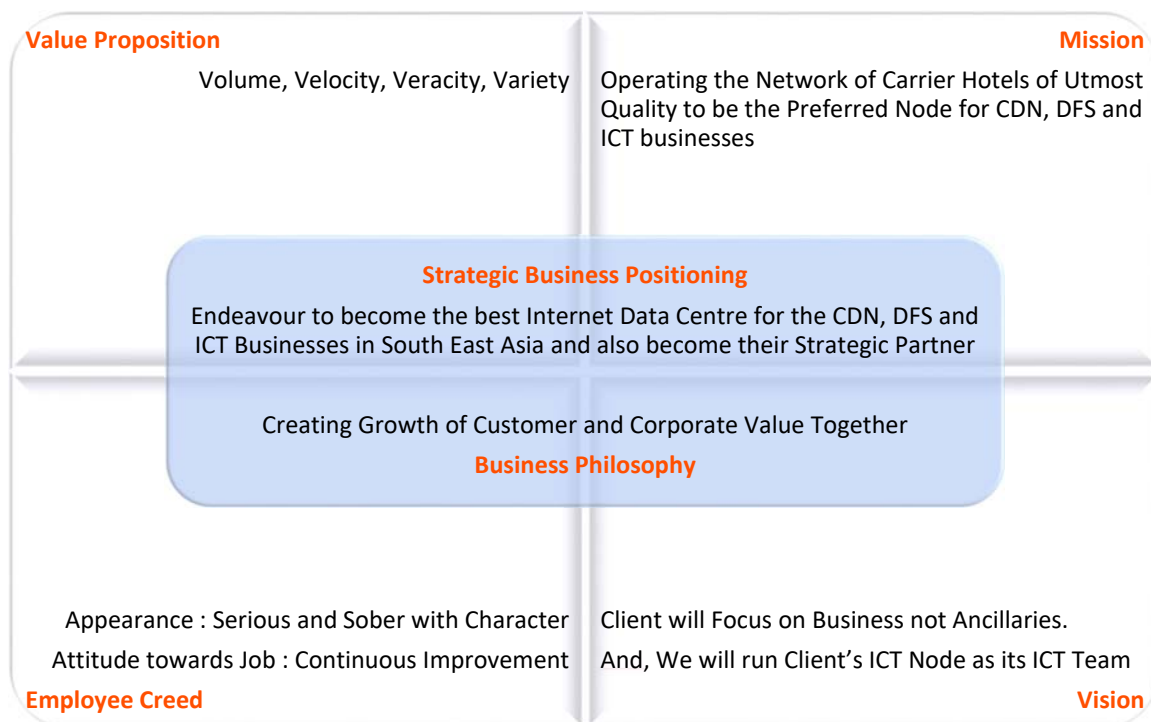 Value Proposition
Volume, Velocity, Veracity, Variety
Mission
Operating the Network of Carrier Hotels of Utmost
Quality to be the Preferred Node for CDN, DFS and
ICT businesses
Strategic Business Positioning
Endeavour to become the best Internet Data Centre for the CDN, DFS and
ICT Businesses in South East Asia and also become their Strategic Partner
Creating Growth of Customer and Corporate Value Together
Business Philosophy
Appearance : Serious and Sober with Character
Attitude towards Job : Continuous Improvement
Employee Creed
Client will Focus on Business not Ancillaries.
And, We will run Client’s ICT Node as its ICT Team
Vision